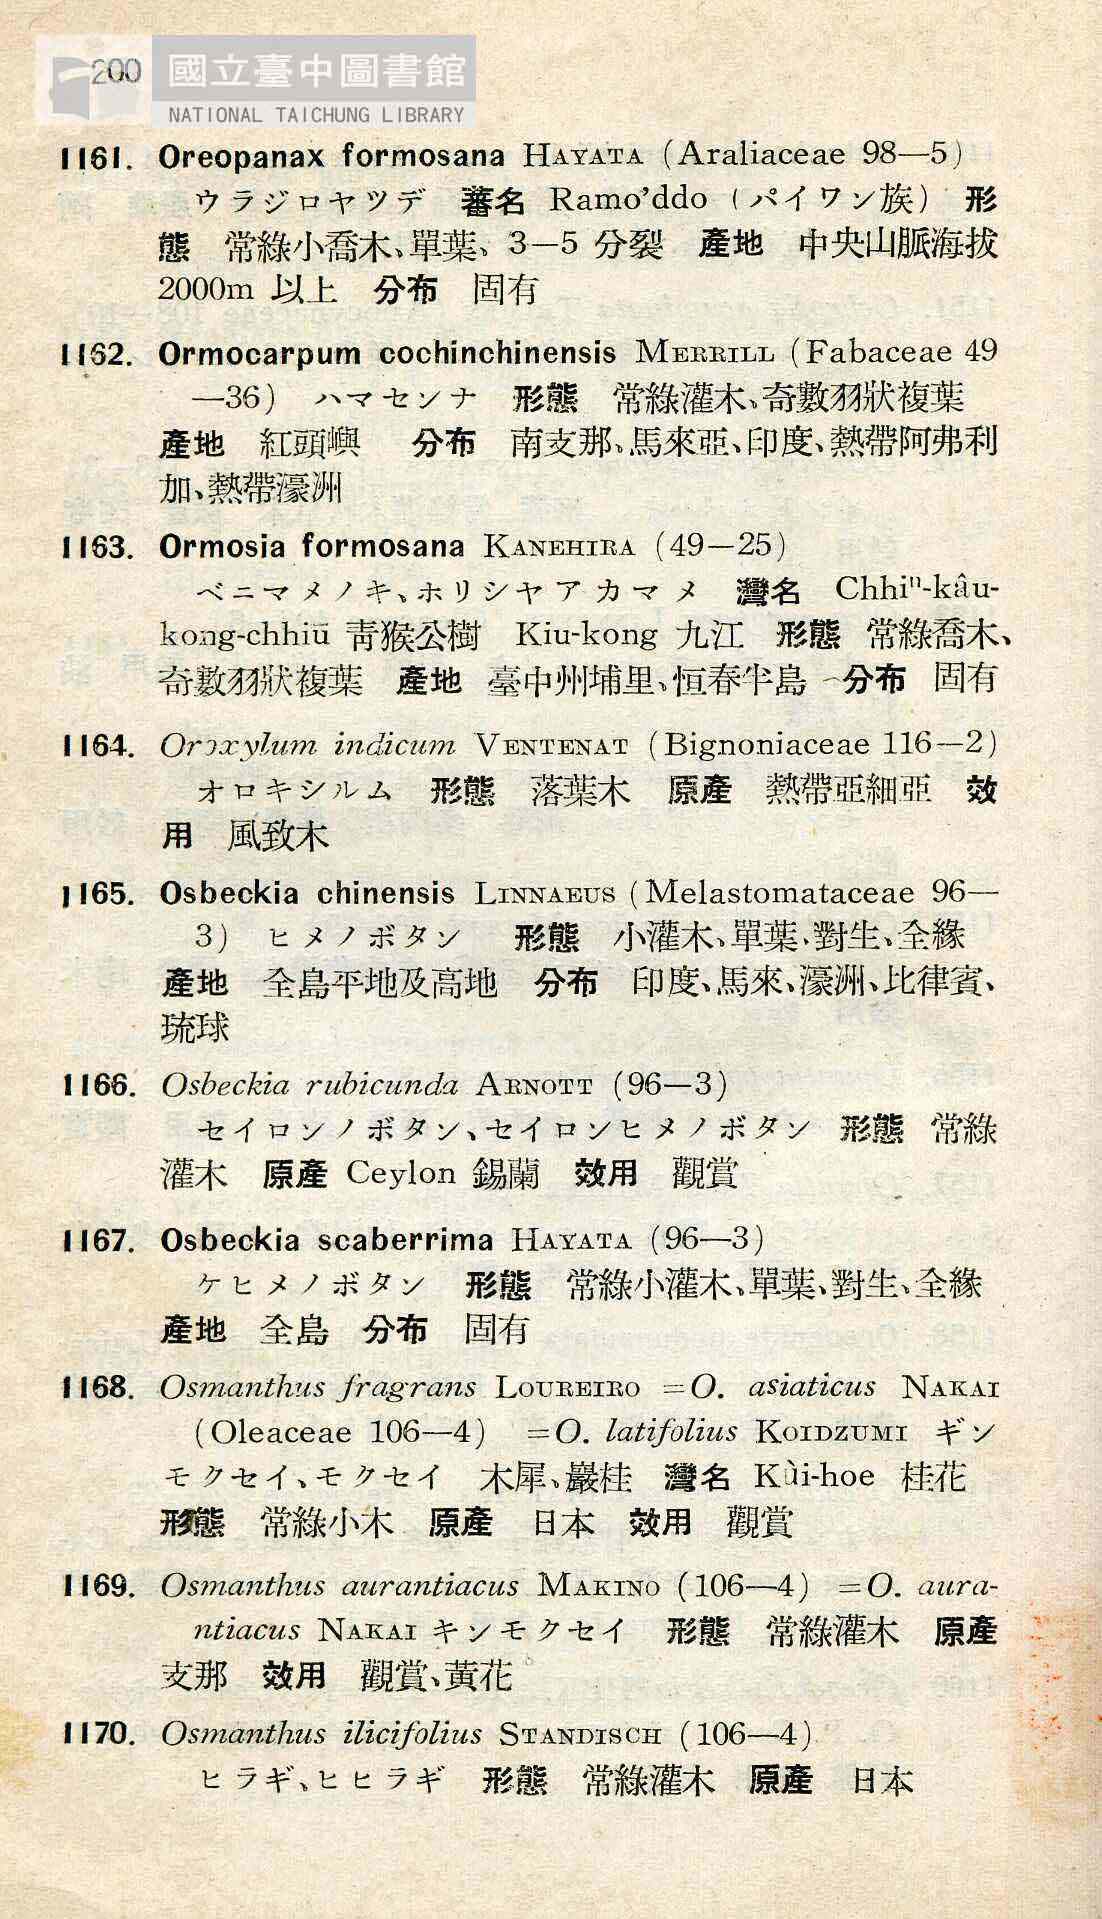 200
國立臺中圖書館
NATIONAL TAICHUNG LIBRARY
1161. Oreopanax formosana HAYATA (Araliaceae 98—5)
ウラジロヤツデ 蕃名 Ramo'ddo (パイワン族) 形
態 常綠小喬木、單葉、3—5 分裂 產地 中央山脈海拔
2000m 以上 分布 固有
1162. Ormocarpum cochinchinensis MERRILL (Fabaceae 49
—36) ハマセンナ 形態 常綠灌木、奇數羽狀複葉
產地 紅頭嶼 分布 南支那、馬來亞、印度、熱帶阿弗利
加、熱帶濠洲
1163. Ormosia formosana KANEHIRA (49—25)
ベニマメノキ、ホリシヤアカマメ 灣名 Chhiⁿ-kâu-
kong-chhiū 靑猴公樹 Kiu-kong 九江 形態 常綠喬木、
奇數羽狀複葉 產地 臺中州埔里、恒春半島 分布 固有
1164. Oroxylum indicum VENTENAT (Bignoniaceae 116—2)
オロキシルム 形態 落葉木 原產 熱帶亞細亞 效
用 風致木
1165. Osbeckia chinensis LINNAEUS (Melastomataceae 96—
3) ヒメノボタン 形態 小灌木、單葉、對生、全緣
產地 全島平地及高地 分布 印度、馬來、濠洲、比律賓、
琉球
1166. Osbeckia rubicunda ARNOTT (96—3)
セイロンノボタン、セイロンヒメノボタン 形態 常綠
灌木 原產 Ceylon 錫蘭 效用 觀賞
1167. Osbeckia scaberrima HAYATA (96—3)
ケヒメノボタン 形態 常綠小灌木、單葉、對生、全緣
產地 全島 分布 固有
1168. Osmanthus fragrans LOUREIRO =O. asiaticus NAKAI
(Oleaceae 106—4) =O. latifolius KOIDZUMI ギン
モクセイ、モクセイ 木犀、巖桂 灣名 Kùi-hoe 桂花
形態 常綠小木 原產 日本 效用 觀賞
1169. Osmanthus aurantiacus MAKINO (106—4) =O. aura-
ntiacus NAKAI キンモクセイ 形態 常綠灌木 原產
支那 效用 觀賞、黃花
1170. Osmanthus ilicifolius STANDISCH (106—4)
ヒラギ、ヒヒラギ 形態 常綠灌木 原產 日本